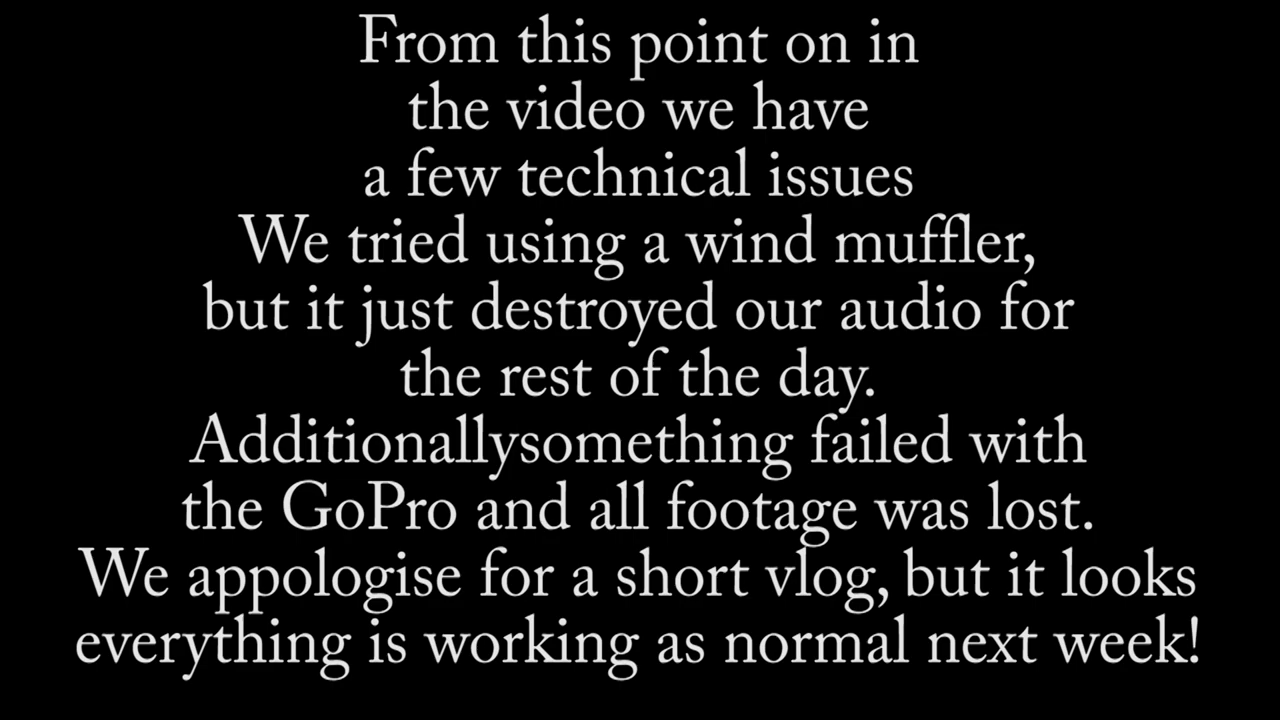 From this point on in
the video we have
a few technical issues
We tried using a wind muffler,
but it just destroyed our audio for
the rest of the day.
Additionallysomething failed with
the GoPro and all footage was lost.
We appologise for a short vlog, but it looks
everything is working as normal next week!